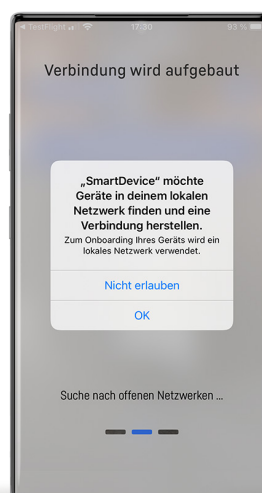 ◀ TestFlight 17:30 93 %
Verbindung wird aufgebaut
„SmartDevice“ möchte
Geräte in deinem lokalen
Netzwerk finden und eine
Verbindung herstellen.
Zum Onboarding Ihres Geräts wird ein
lokales Netzwerk verwendet.
Nicht erlauben
OK
Suche nach offenen Netzwerken ...